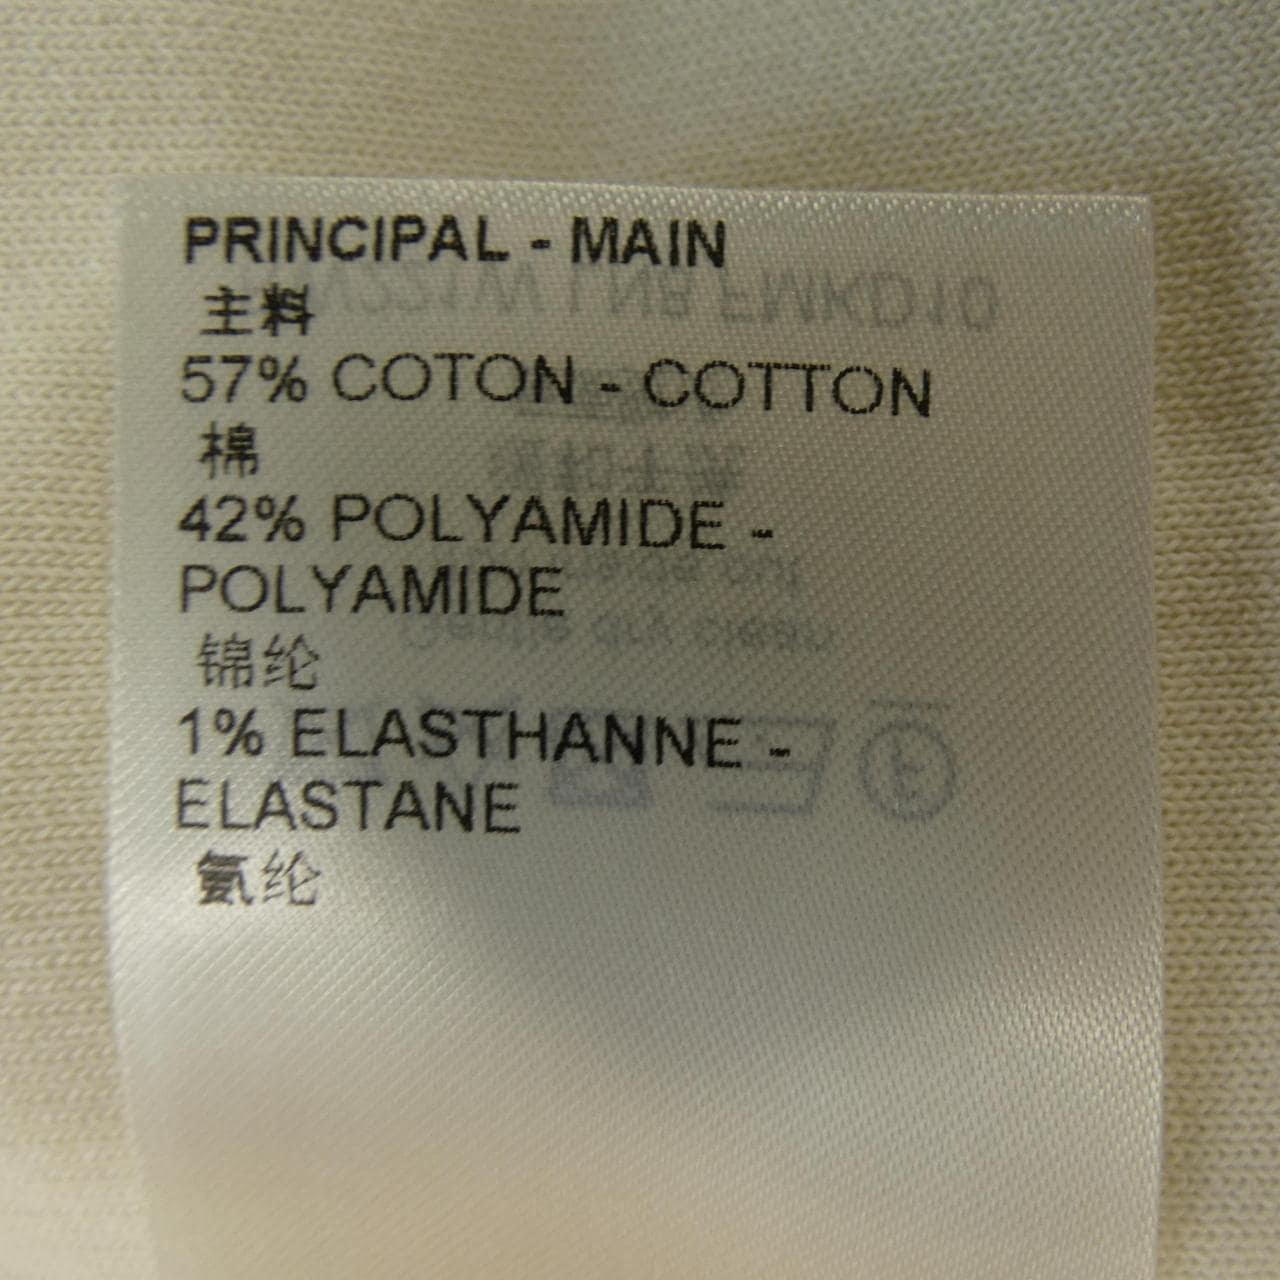 PRINCIPAL - MAIN
主料
57% COTON - COTTON
棉
42% POLYAMIDE -
POLYAMIDE
锦纶
1% ELASTHANNE -
ELASTANE
氨纶